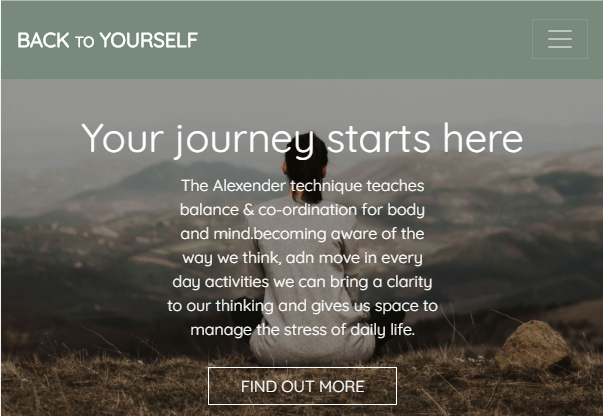 BACK TO YOURSELF
Your journey starts here
The Alexender technique teaches
balance & co-ordination for body
and mind.becoming aware of the
way we think, adn move in every
day activities we can bring a clarity
to our thinking and gives us space to
manage the stress of daily life.
FIND OUT MORE